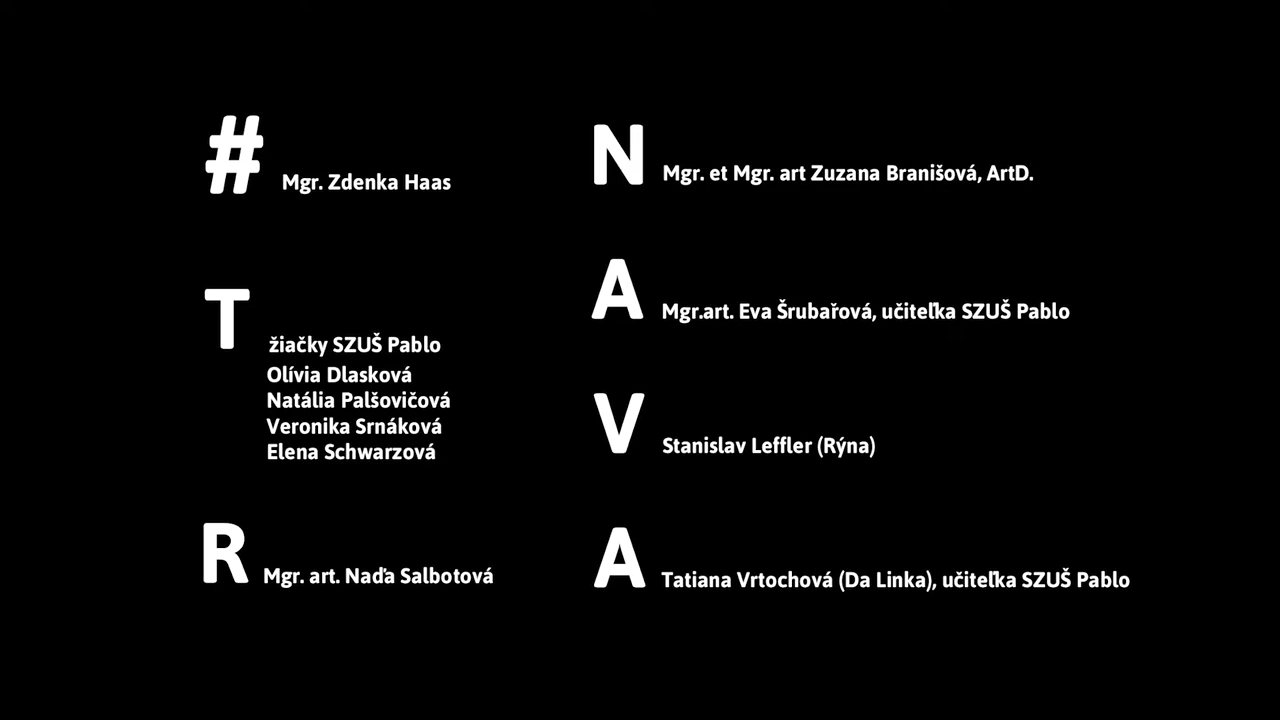 # Mgr. Zdenka Haas
T žiačky SZUŠ Pablo
Olívia Dlasková
Natália Palšovičová
Veronika Srnáková
Elena Schwarzová
R Mgr. art. Naďa Salbotová
N Mgr. et Mgr. art Zuzana Branišová, ArtD.
A Mgr.art. Eva Šrubařová, učiteľka SZUŠ Pablo
V Stanislav Leffler (Rýna)
A Tatiana Vrtochová (Da Linka), učiteľka SZUŠ Pablo